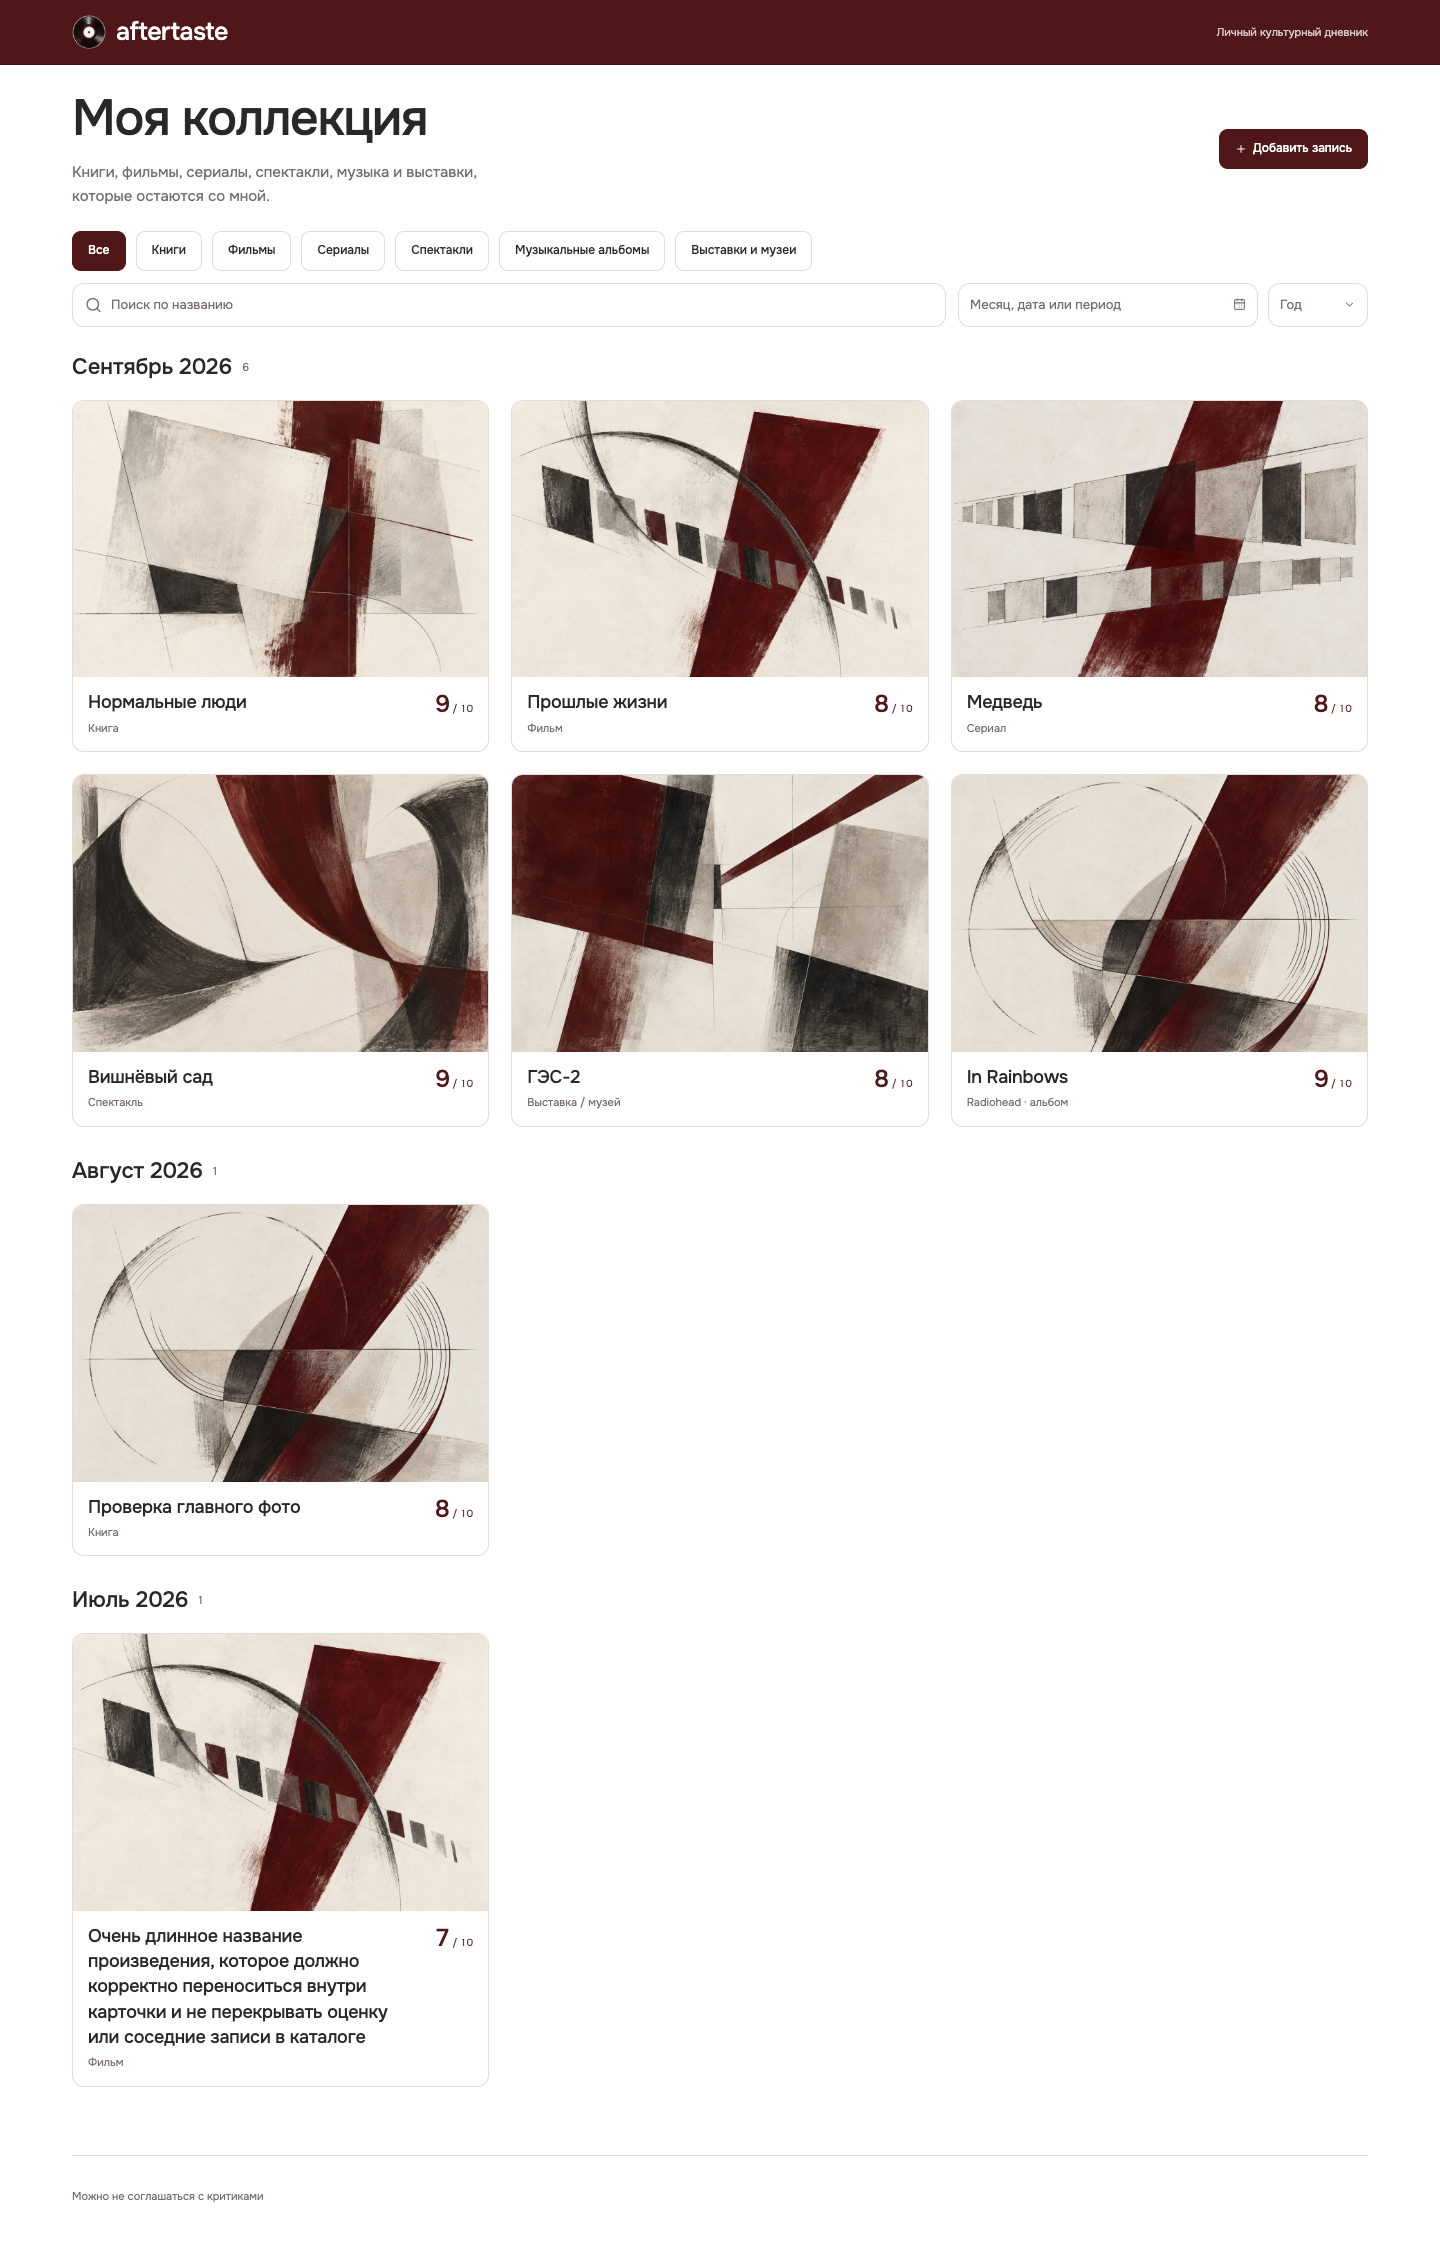 aftertaste
Личный культурный дневник
Моя коллекция
Книги, фильмы, сериалы, спектакли, музыка и выставки,
которые остаются со мной.
+ Добавить запись
Все
Книги
Фильмы
Сериалы
Спектакли
Музыкальные альбомы
Выставки и музеи
Поиск по названию
Месяц, дата или период
Год
Сентябрь 2026 6
Нормальные люди
9 / 10
Книга
Прошлые жизни
8 / 10
Фильм
Медведь
8 / 10
Сериал
Вишнёвый сад
9 / 10
Спектакль
ГЭС-2
8 / 10
Выставка / музей
In Rainbows
9 / 10
Radiohead · альбом
Август 2026 1
Проверка главного фото
8 / 10
Книга
Июль 2026 1
Очень длинное название
произведения, которое должно
корректно переноситься внутри
карточки и не перекрывать оценку
или соседние записи в каталоге
7 / 10
Фильм
Можно не соглашаться с критиками